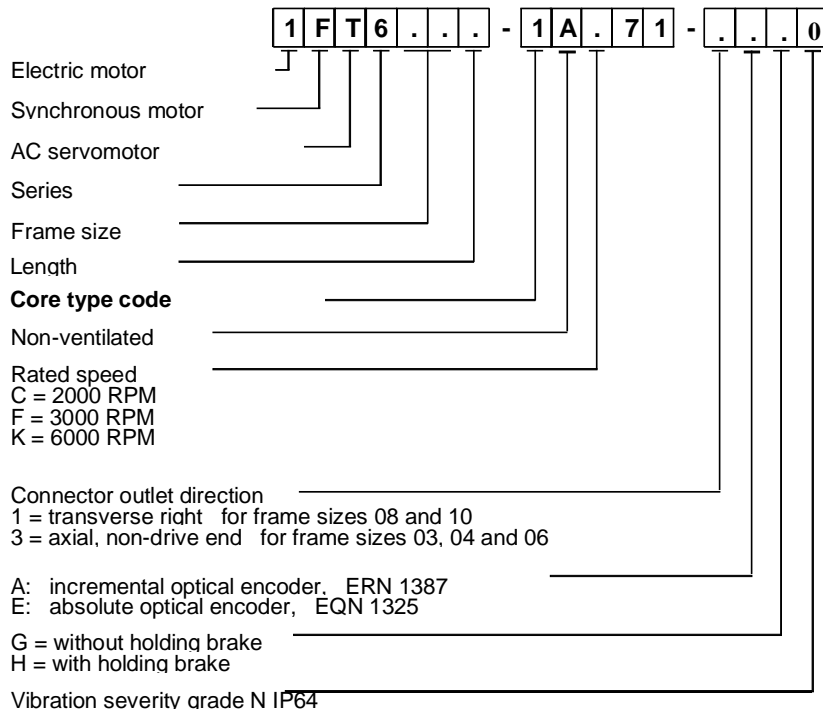 1 F T 6 . . . - 1 A . 7 1 - . . . 0
Electric motor
Synchronous motor
AC servomotor
Series
Frame size
Length
Core type code
Non-ventilated
Rated speed
C = 2000 RPM
F = 3000 RPM
K = 6000 RPM
Connector outlet direction
1 = transverse right for frame sizes 08 and 10
3 = axial, non-drive end for frame sizes 03, 04 and 06
A: incremental optical encoder, ERN 1387
E: absolute optical encoder, EQN 1325
G = without holding brake
H = with holding brake
Vibration severity grade N IP64